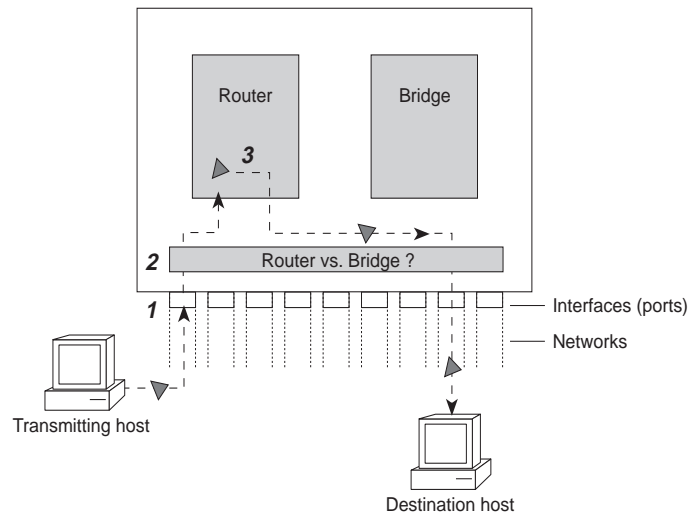 Router
Bridge
3
2
Router vs. Bridge ?
1
Interfaces (ports)
Networks
Transmitting host
Destination host